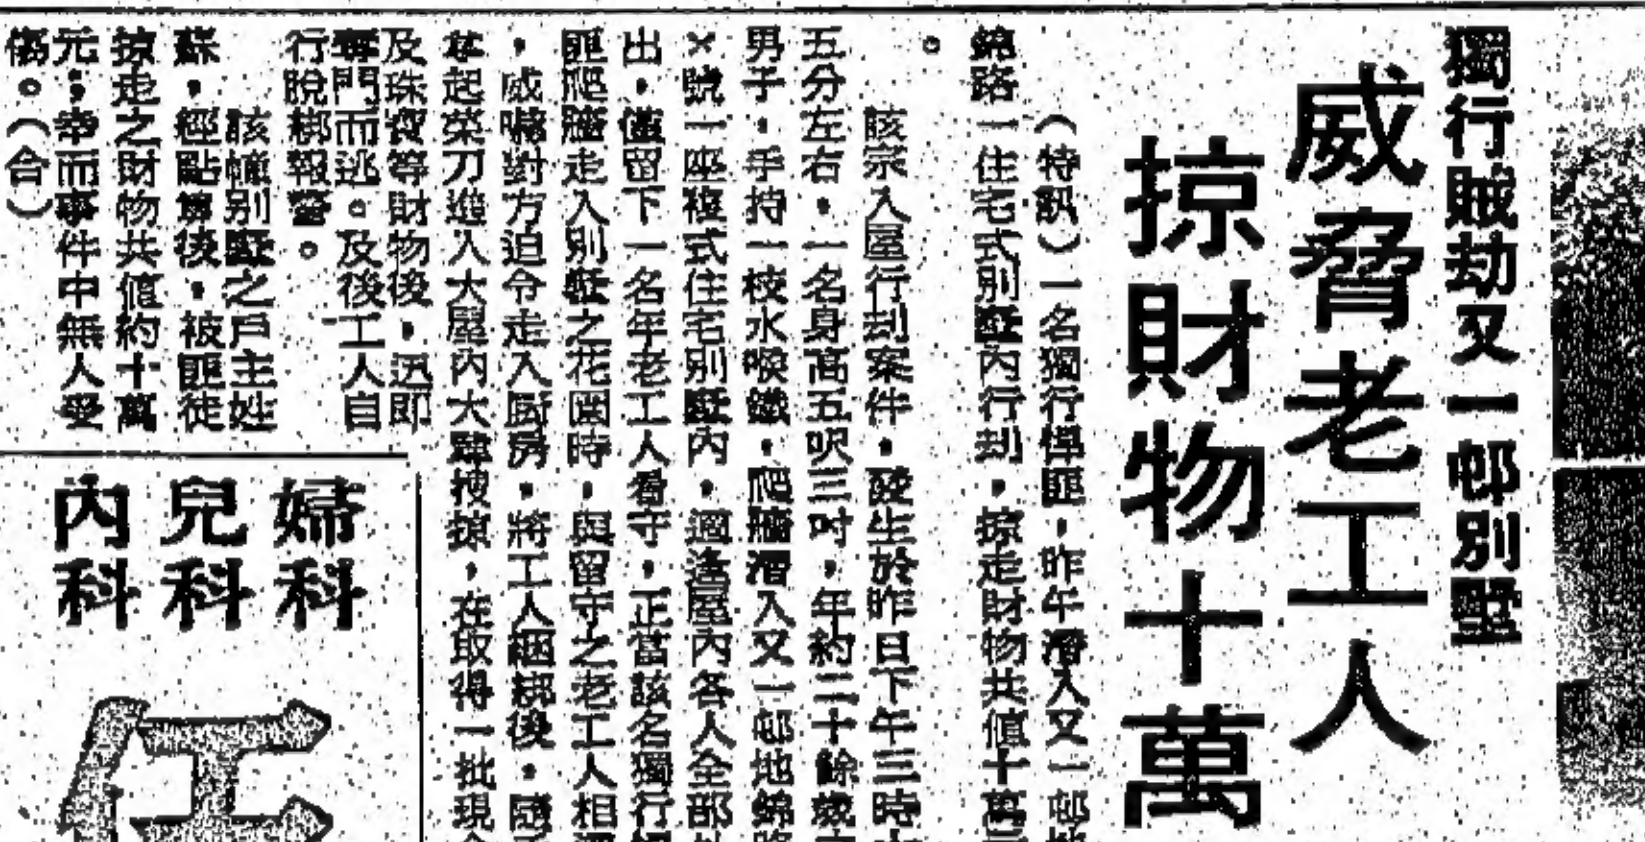 獨行賊劫又一邨別墅
威脅老工人
掠財物十萬
(特訊)一名獨行悍匪,昨午潛入又一邨地
錦路一住宅式別墅內行刦,掠走財物共值十萬元
。
該宗入屋行刦案件,發生於昨日下午三時
五分左右,一名身高五呎三吋,年約二十餘歲
男子,手持一枝水喉鐵,爬牆潛入又一邨地錦路
×號一座複式住宅別墅內,適逢屋內各人全部外
出,僅留下一名年老工人看守,正當該名獨行
匪爬牆走入別墅之花園時,與留守之老工人相
,威嚇對方迫令走入廚房,將工人綑綁後,隨
拿起菜刀進入大屋內大肆搜掠,在取得一批現金
及珠寶等財物後,迅即
奪門而逃。及後工人自
行脫綁報警。
該幢別墅之戶主姓
蘇,經點算後,被匪徒
掠走之財物共值約十萬
元,幸而事件中無人受
傷。(合)
婦科
兒科
內科
任